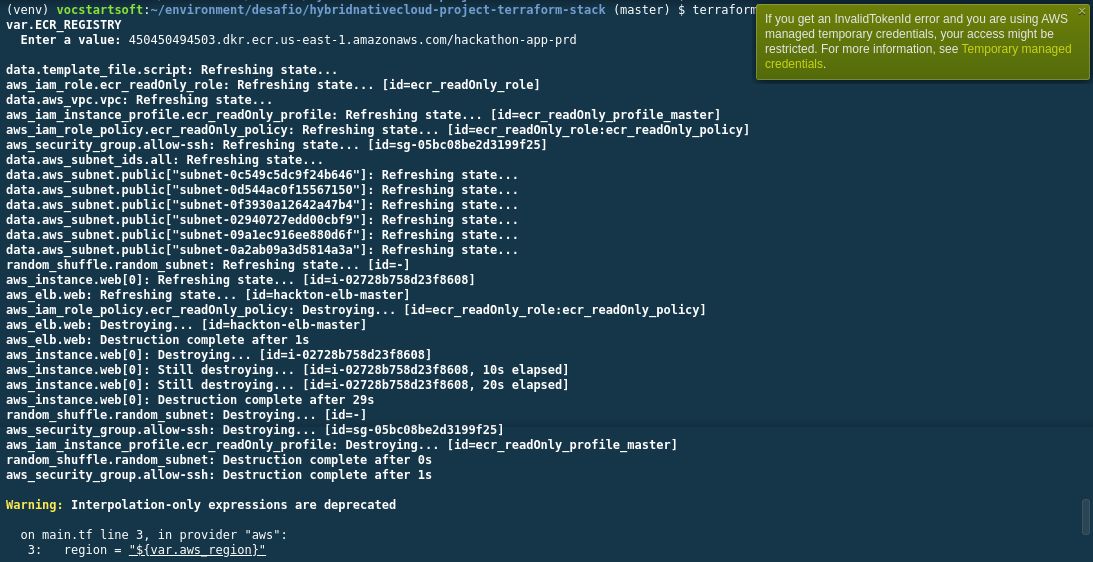 (venv) vocstartsoft:~/environment/desafio/hybridnativecloud-project-terraform-stack (master) $ terraform
var.ECR_REGISTRY
  Enter a value: 450450494503.dkr.ecr.us-east-1.amazonaws.com/hackathon-app-prd
If you get an InvalidTokenId error and you are using AWS
managed temporary credentials, your access might be
restricted. For more information, see Temporary managed
credentials.
data.template_file.script: Refreshing state...
aws_iam_role.ecr_readOnly_role: Refreshing state... [id=ecr_readOnly_role]
data.aws_vpc.vpc: Refreshing state...
aws_iam_instance_profile.ecr_readOnly_profile: Refreshing state... [id=ecr_readOnly_profile_master]
aws_iam_role_policy.ecr_readOnly_policy: Refreshing state... [id=ecr_readOnly_role:ecr_readOnly_policy]
aws_security_group.allow-ssh: Refreshing state... [id=sg-05bc08be2d3199f25]
data.aws_subnet_ids.all: Refreshing state...
data.aws_subnet.public["subnet-0c549c5dc9f24b646"]: Refreshing state...
data.aws_subnet.public["subnet-0d544ac0f15567150"]: Refreshing state...
data.aws_subnet.public["subnet-0f3930a12642a47b4"]: Refreshing state...
data.aws_subnet.public["subnet-02940727edd00cbf9"]: Refreshing state...
data.aws_subnet.public["subnet-09a1ec916ee880d6f"]: Refreshing state...
data.aws_subnet.public["subnet-0a2ab09a3d5814a3a"]: Refreshing state...
random_shuffle.random_subnet: Refreshing state... [id=-]
aws_instance.web[0]: Refreshing state... [id=i-02728b758d23f8608]
aws_elb.web: Refreshing state... [id=hackton-elb-master]
aws_iam_role_policy.ecr_readOnly_policy: Destroying... [id=ecr_readOnly_role:ecr_readOnly_policy]
aws_elb.web: Destroying... [id=hackton-elb-master]
aws_elb.web: Destruction complete after 1s
aws_instance.web[0]: Destroying... [id=i-02728b758d23f8608]
aws_instance.web[0]: Still destroying... [id=i-02728b758d23f8608, 10s elapsed]
aws_instance.web[0]: Still destroying... [id=i-02728b758d23f8608, 20s elapsed]
aws_instance.web[0]: Destruction complete after 29s
random_shuffle.random_subnet: Destroying... [id=-]
aws_security_group.allow-ssh: Destroying... [id=sg-05bc08be2d3199f25]
aws_iam_instance_profile.ecr_readOnly_profile: Destroying... [id=ecr_readOnly_profile_master]
random_shuffle.random_subnet: Destruction complete after 0s
aws_security_group.allow-ssh: Destruction complete after 1s
Warning: Interpolation-only expressions are deprecated
  on main.tf line 3, in provider "aws":
   3:   region = "${var.aws_region}"